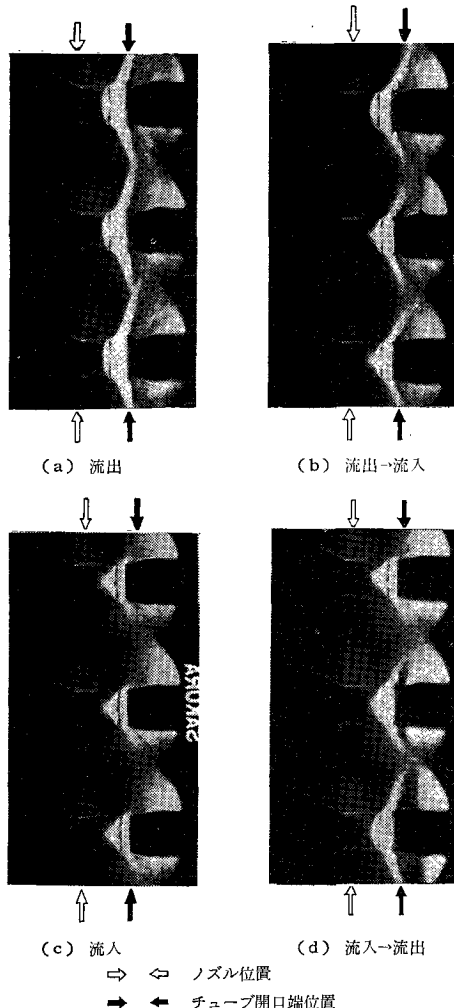 (a) 流出
(b) 流出→流入
(c) 流入
(d) 流入→流出
⇨ ⇦ ノズル位置
→ ← チューブ開口端位置